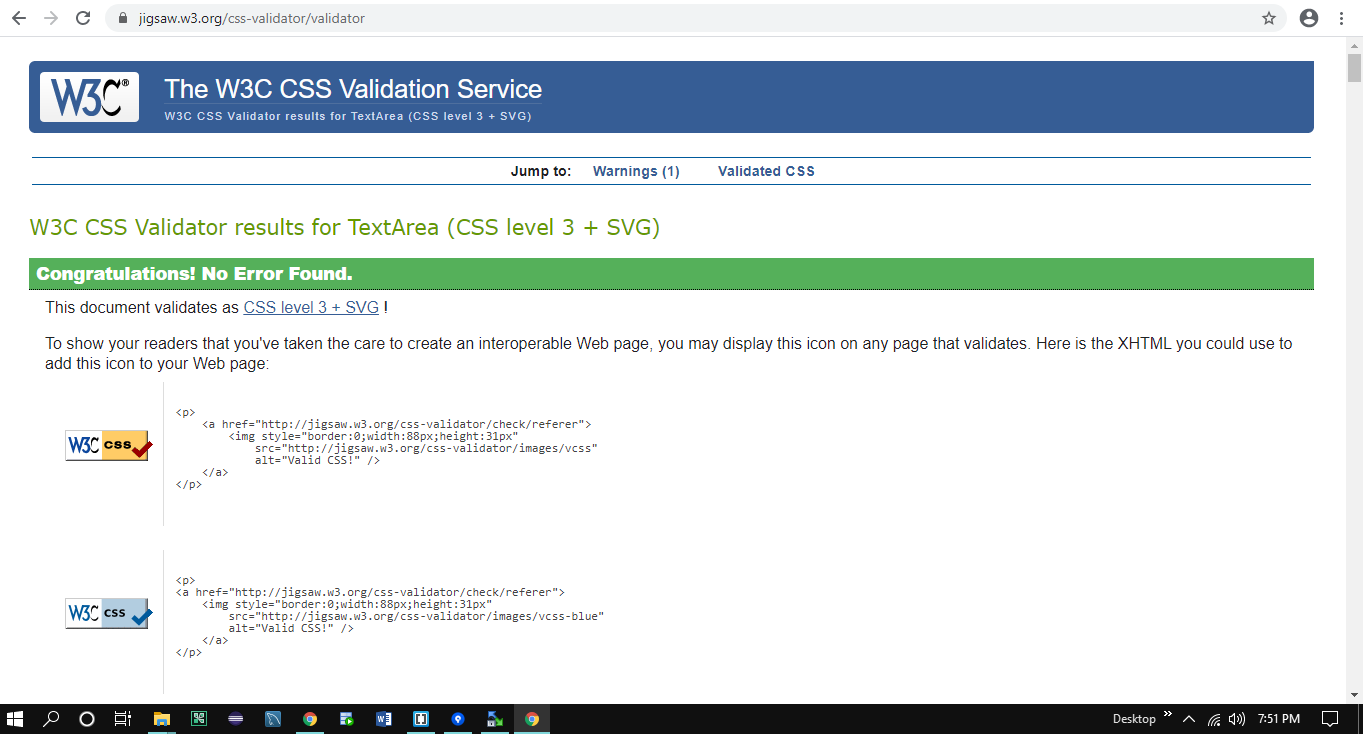 jigsaw.w3.org/css-validator/validator
W3C®
The W3C CSS Validation Service
W3C CSS Validator results for TextArea (CSS level 3 + SVG)
Jump to: Warnings (1) Validated CSS
W3C CSS Validator results for TextArea (CSS level 3 + SVG)
Congratulations! No Error Found.
This document validates as CSS level 3 + SVG !
To show your readers that you've taken the care to create an interoperable Web page, you may display this icon on any page that validates. Here is the XHTML you could use to
add this icon to your Web page:
W3C css
<p>
    <a href="http://jigsaw.w3.org/css-validator/check/referer">
        <img style="border:0;width:88px;height:31px"
            src="http://jigsaw.w3.org/css-validator/images/vcss"
            alt="Valid CSS!" />
    </a>
</p>
W3C css
<p>
<a href="http://jigsaw.w3.org/css-validator/check/referer">
    <img style="border:0;width:88px;height:31px"
        src="http://jigsaw.w3.org/css-validator/images/vcss-blue"
        alt="Valid CSS!" />
    </a>
</p>
Desktop » 7:51 PM